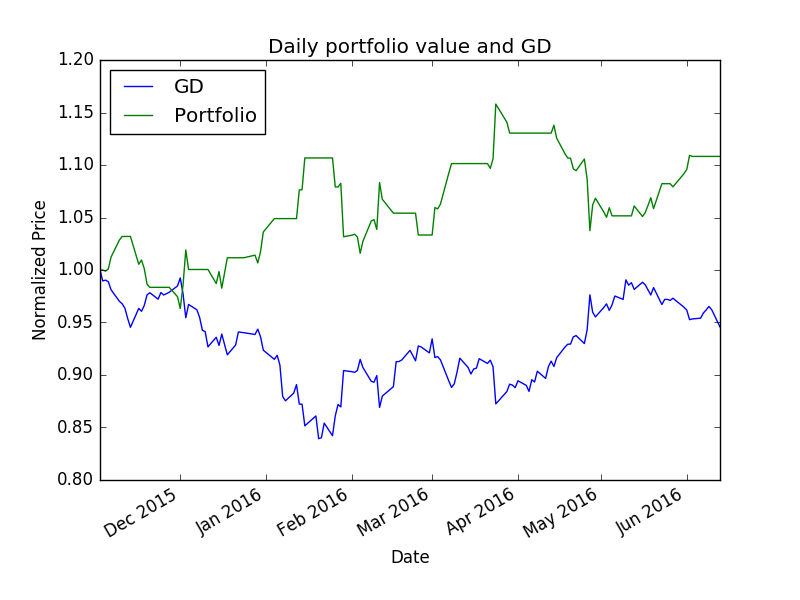 Daily portfolio value and GD
1.20
1.15
1.10
1.05
1.00
0.95
0.90
0.85
0.80
Normalized Price
GD
Portfolio
Dec 2015
Jan 2016
Feb 2016
Mar 2016
Apr 2016
May 2016
Jun 2016
Date